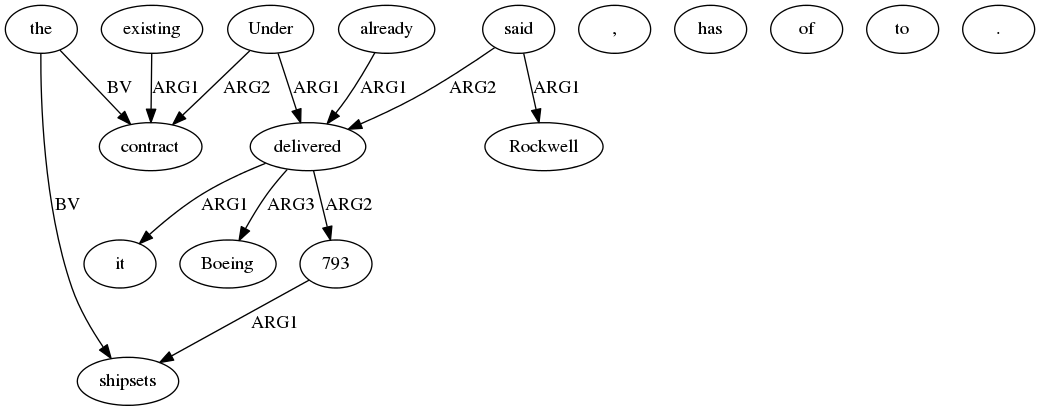 the existing Under already said , has of to .
BV ARG1 ARG2 ARG1 ARG1 ARG2 ARG1
contract delivered Rockwell
BV ARG1 ARG3 ARG2
it Boeing 793
ARG1
shipsets